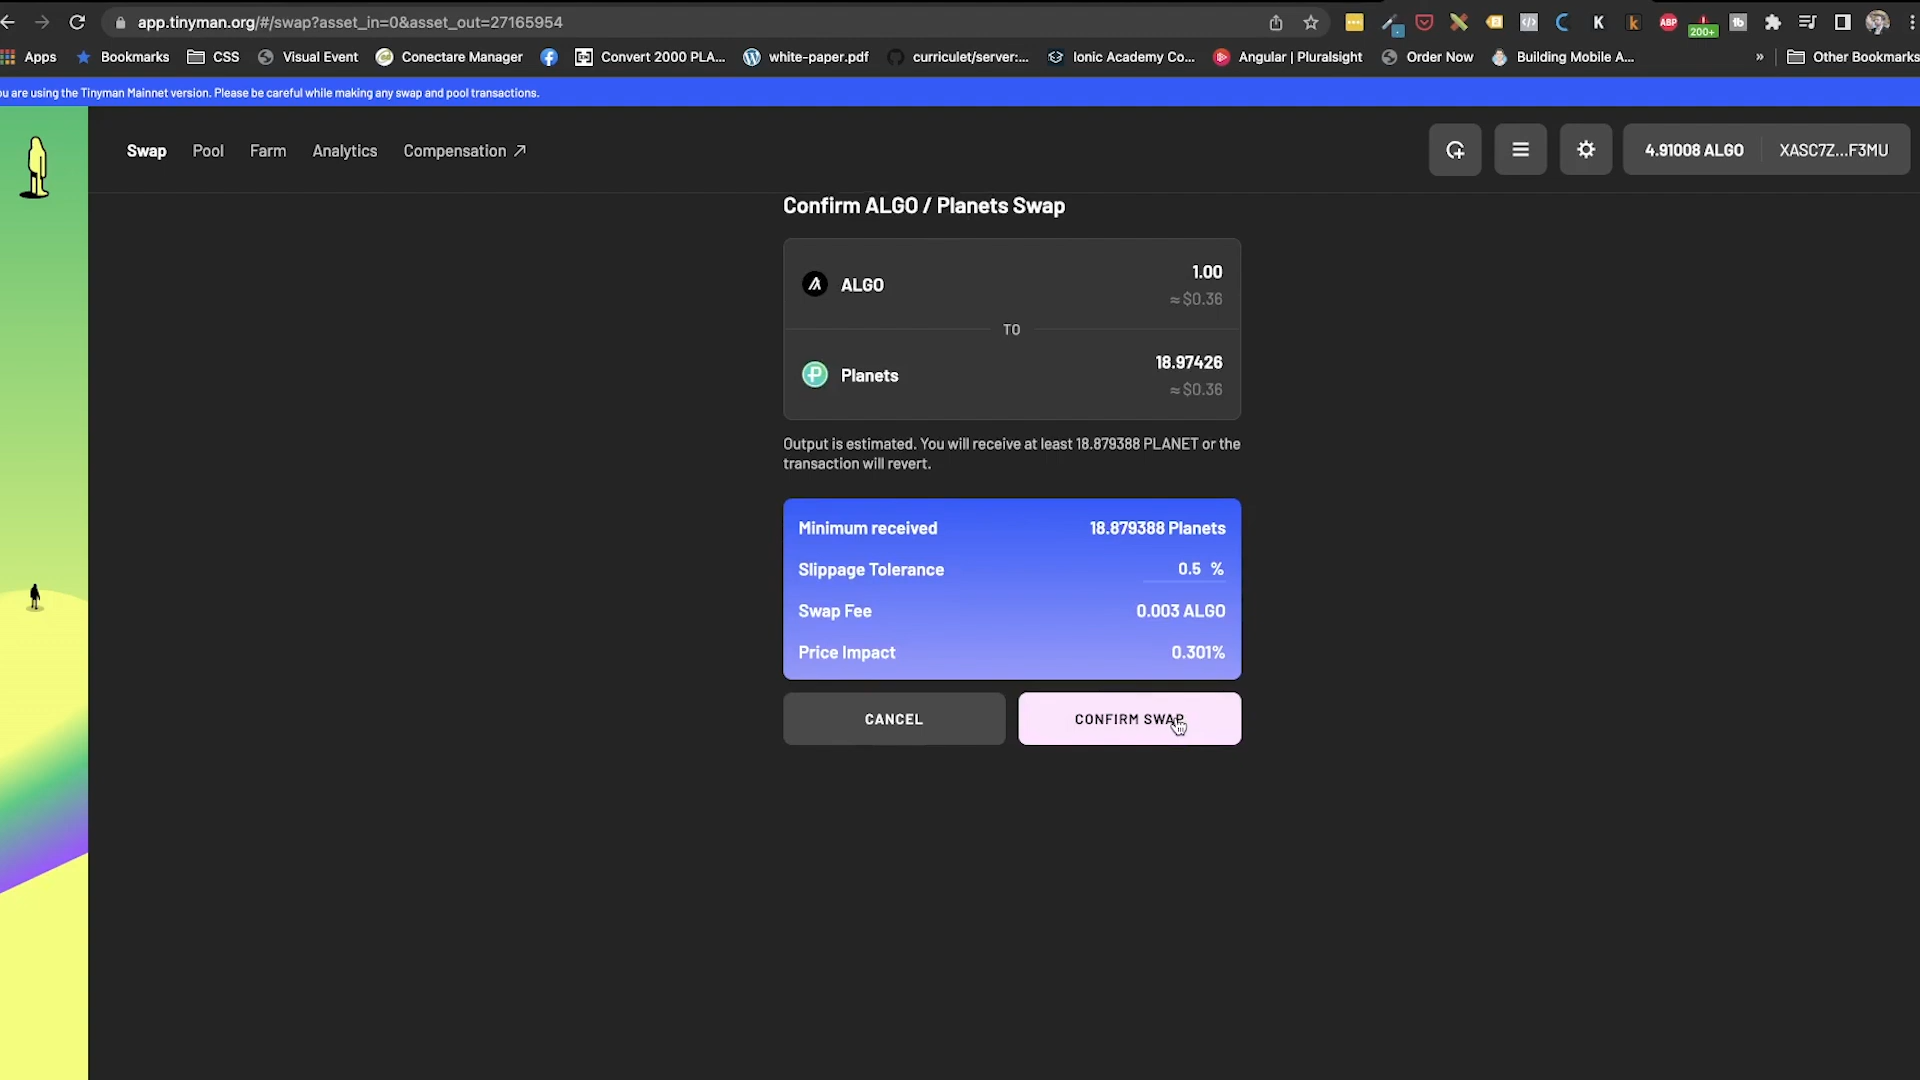 app.tinyman.org/#/swap?asset_in=0&asset_out=27165954
200+
ABP
tb
K
k
Apps
Bookmarks
CSS
Visual Event
Conectare Manager
Convert 2000 PLA...
white-paper.pdf
curriculet/server:...
Ionic Academy Co...
Angular | Pluralsight
Order Now
Building Mobile A...
»
Other Bookmarks
ou are using the Tinyman Mainnet version. Please be careful while making any swap and pool transactions.
Swap
Pool
Farm
Analytics
Compensation ↗
4.91008 ALGO
XASC7Z...F3MU
Confirm ALGO / Planets Swap
ALGO
1.00
≈ $0.36
TO
Planets
18.97426
≈ $0.36
Output is estimated. You will receive at least 18.879388 PLANET or the
transaction will revert.
Minimum received
18.879388 Planets
Slippage Tolerance
0.5 %
Swap Fee
0.003 ALGO
Price Impact
0.301%
CANCEL
CONFIRM SWAP